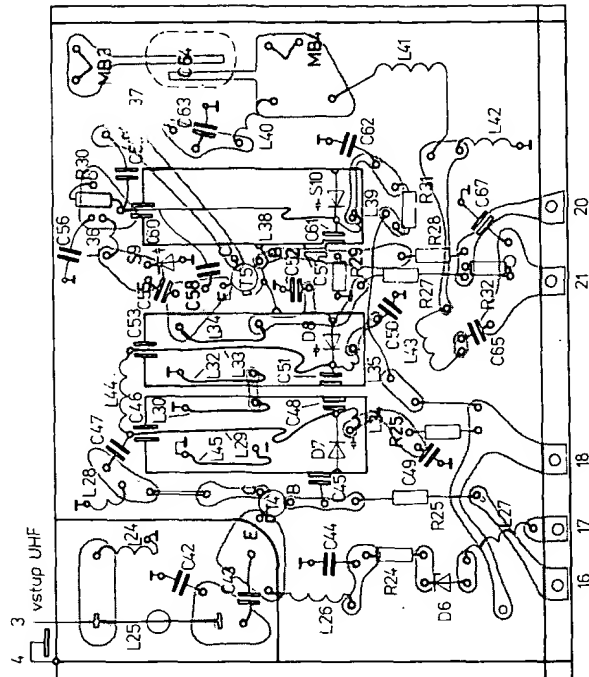 MB3
C64
MB4
L41
37
C63
L40
C62
L42
R30
C56
36
C60
S10
L39
R31
C67
20
S9
L38
C61
R28
C55
C58
E
T5
B
C52
C57
R29
R27
R32
21
C53
L34
D8
C50
L43
C65
L44
L32
L33
C51
L35
C47
C46
L30
C48
L31
R25
18
L28
L45
L29
D7
C49
C
T4
B
C45
R25
L27
17
L24
C42
E
C44
R24
D6
16
3 vstup UHF
L25
C43
L26
4